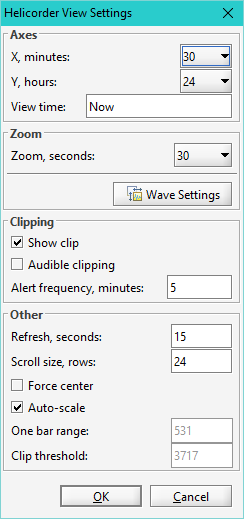 Helicorder View Settings
Axes
X, minutes: 30
Y, hours: 24
View time: Now
Zoom
Zoom, seconds: 30
Wave Settings
Clipping
Show clip
Audible clipping
Alert frequency, minutes: 5
Other
Refresh, seconds: 15
Scroll size, rows: 24
Force center
Auto-scale
One bar range: 531
Clip threshold: 3717
OK Cancel